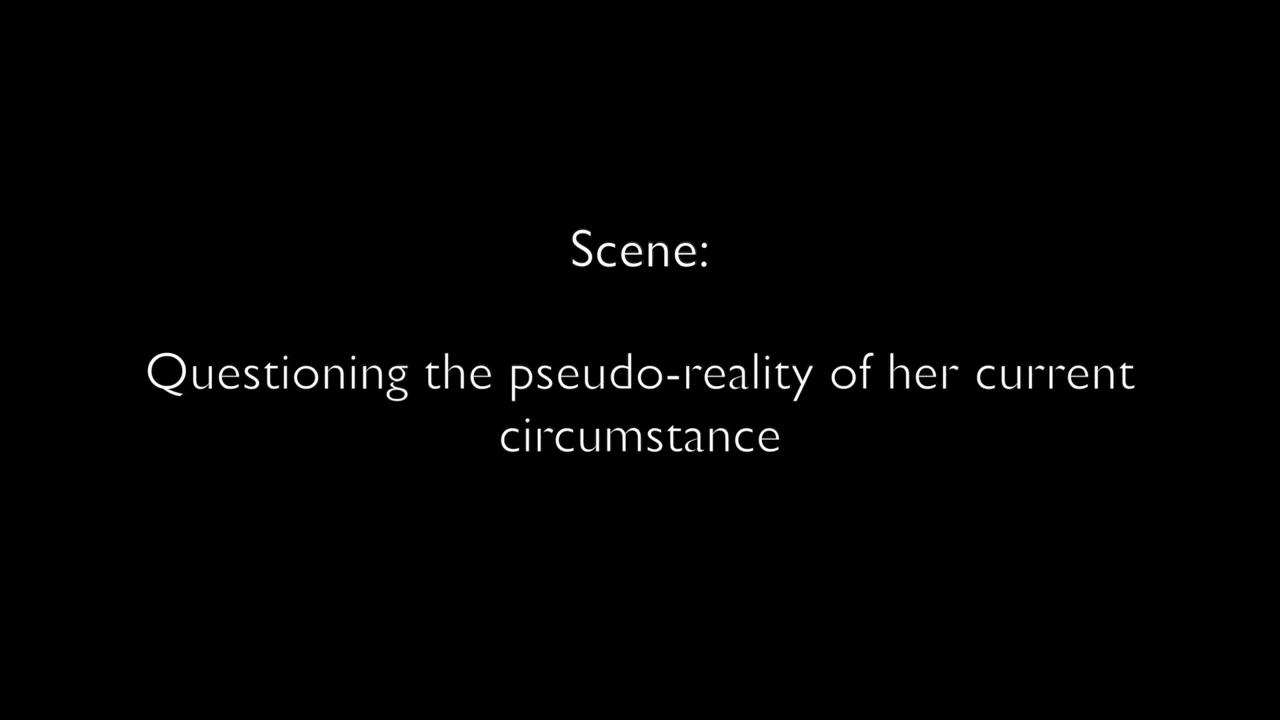 Scene:
Questioning the pseudo-reality of her current
circumstance